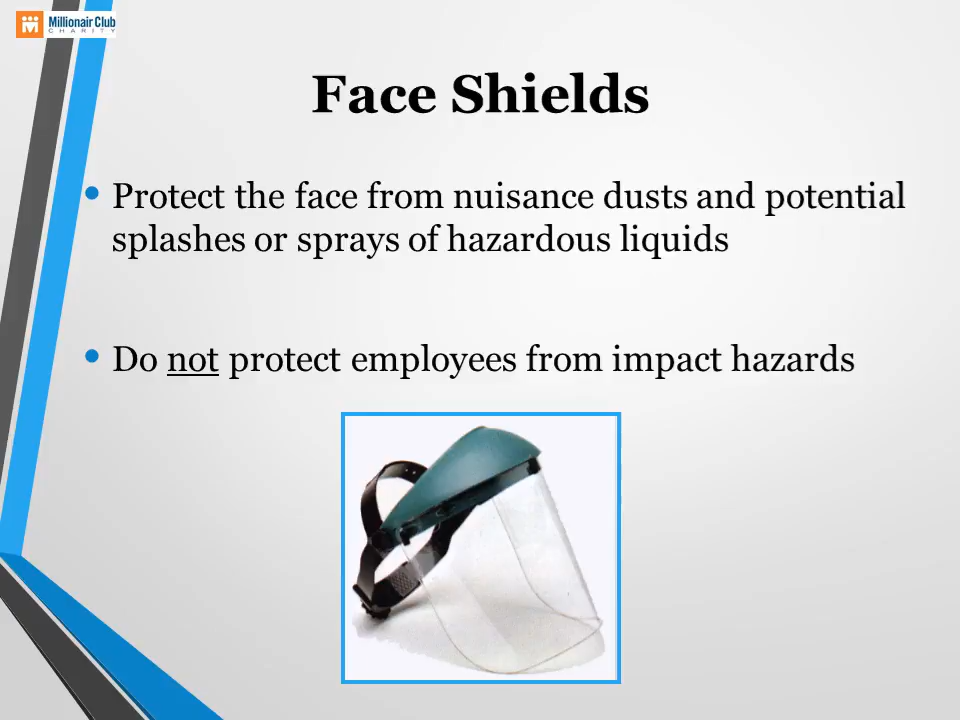 Millionair Club
CHARITY
Face Shields
• Protect the face from nuisance dusts and potential
splashes or sprays of hazardous liquids
• Do not protect employees from impact hazards